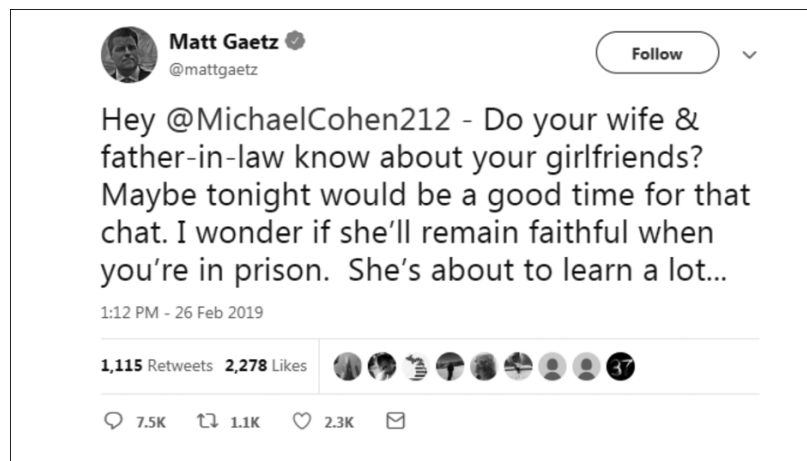 Matt Gaetz
@mattgaetz
Follow
Hey @MichaelCohen212 - Do your wife &
father-in-law know about your girlfriends?
Maybe tonight would be a good time for that
chat. I wonder if she’ll remain faithful when
you’re in prison.  She’s about to learn a lot...
1:12 PM - 26 Feb 2019
1,115 Retweets 2,278 Likes
37
7.5K 1.1K 2.3K